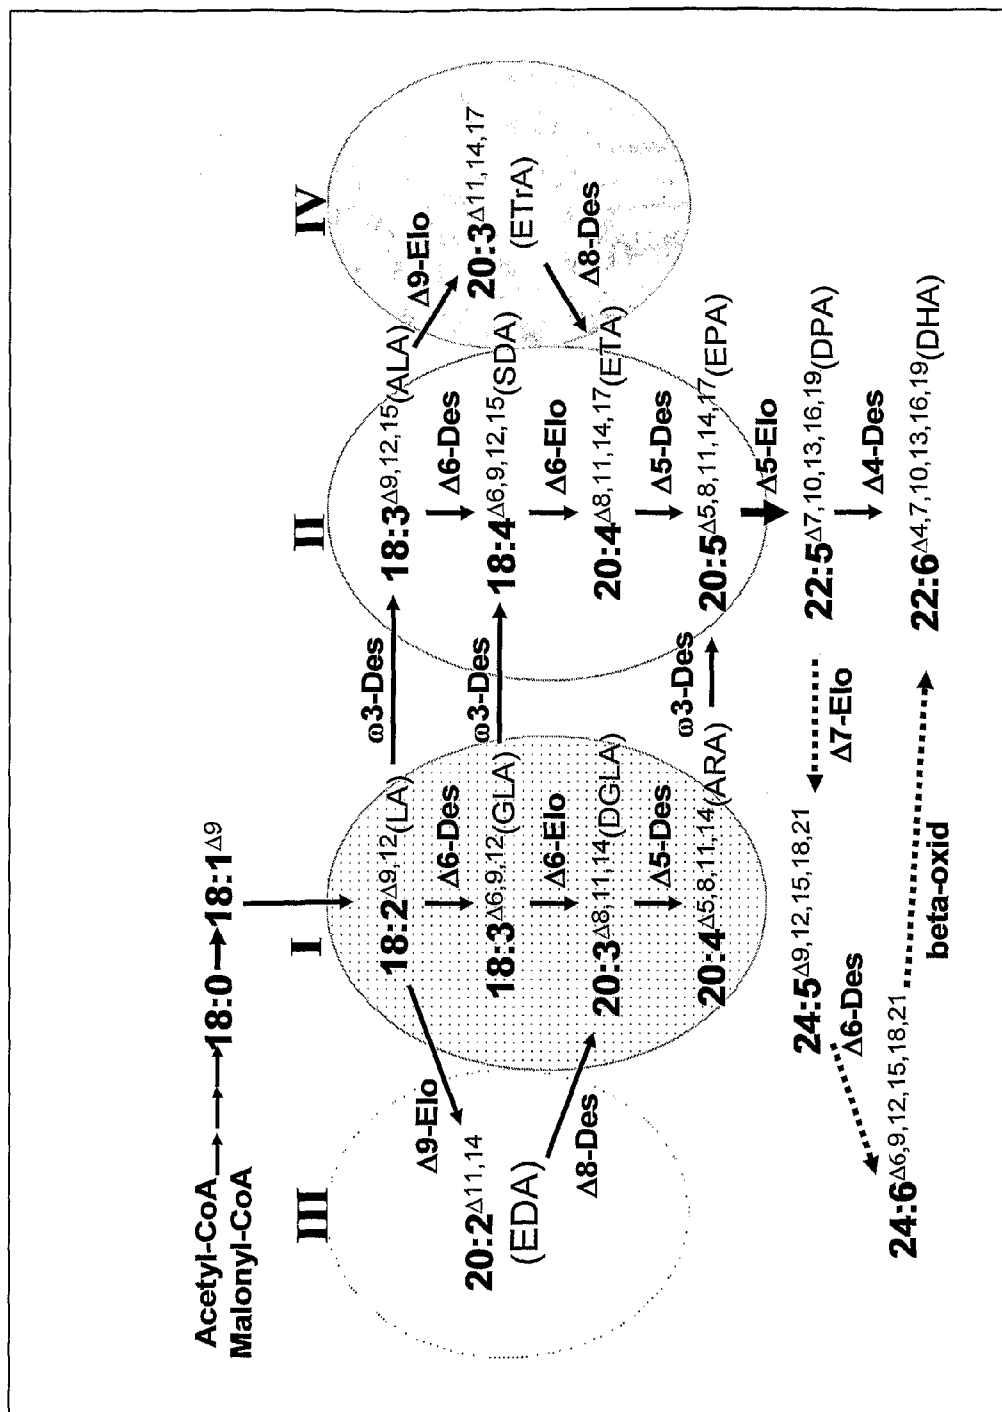 Acetyl-CoA
Malonyl-CoA
18:0
18:1Δ9
III
I
II
IV
18:2Δ9,12(LA)
ω3-Des
18:3Δ9,12,15(ALA)
Δ9-Elo
Δ6-Des
Δ6-Des
Δ9-Elo
20:2Δ11,14
(EDA)
18:3Δ6,9,12(GLA)
ω3-Des
18:4Δ6,9,12,15(SDA)
20:3Δ11,14,17
(ETrA)
Δ6-Elo
Δ6-Elo
Δ8-Des
20:3Δ8,11,14(DGLA)
20:4Δ8,11,14,17(ETA)
Δ8-Des
Δ5-Des
Δ5-Des
20:4Δ5,8,11,14(ARA)
ω3-Des
20:5Δ5,8,11,14,17(EPA)
Δ5-Elo
24:5Δ9,12,15,18,21
Δ7-Elo
22:5Δ7,10,13,16,19(DPA)
Δ6-Des
Δ4-Des
24:6Δ6,9,12,15,18,21
beta-oxid
22:6Δ4,7,10,13,16,19(DHA)